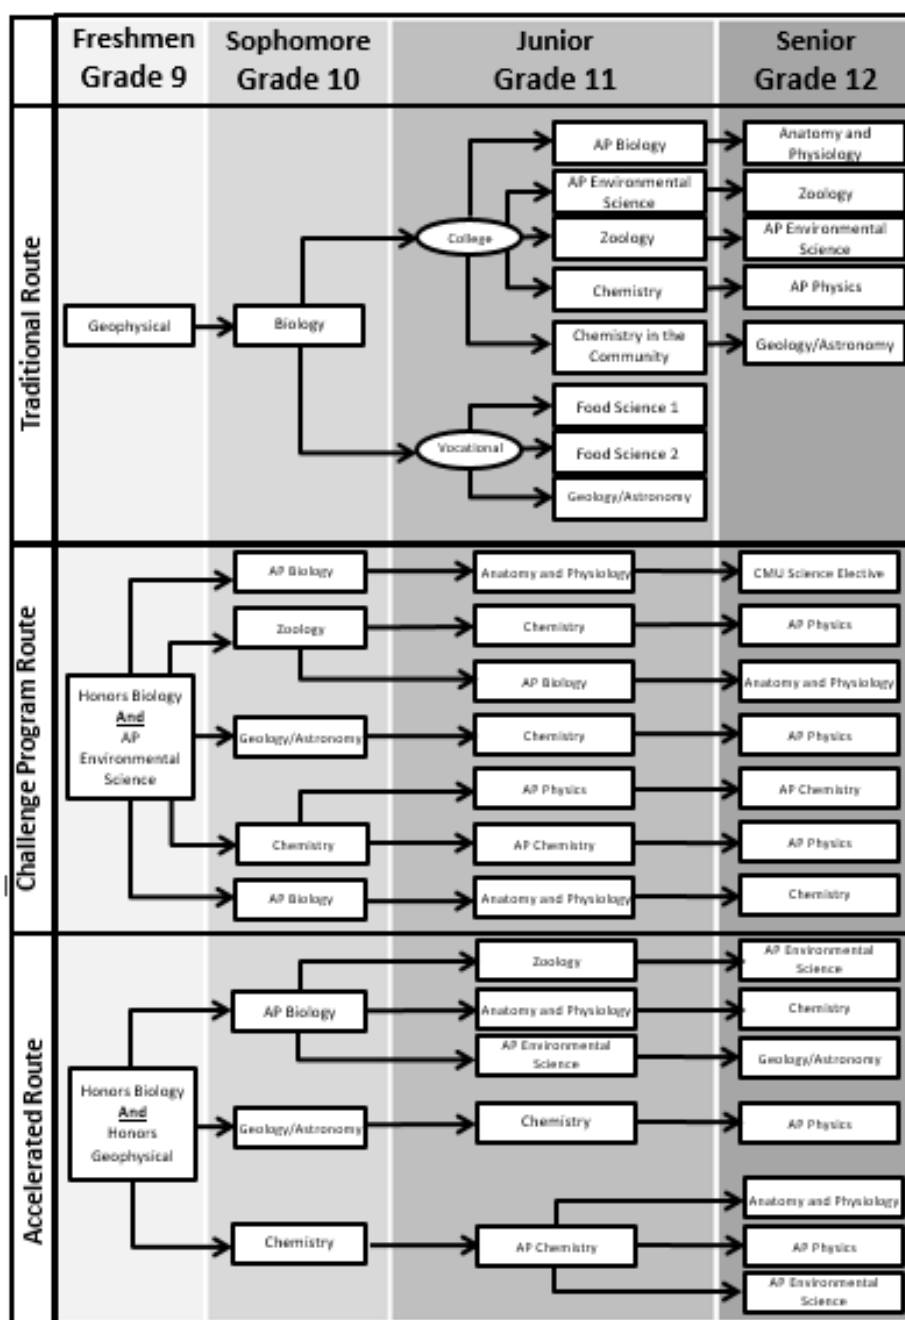 Freshmen
Grade 9
Sophomore
Grade 10
Junior
Grade 11
Senior
Grade 12
Traditional Route
Geophysical
Biology
College
Vocational
AP Biology
Anatomy and
Physiology
AP Environmental
Science
Zoology
Zoology
AP Environmental
Science
Chemistry
AP Physics
Chemistry in the
Community
Geology/Astronomy
Food Science 1
Food Science 2
Geology/Astronomy
Challenge Program Route
Honors Biology
And
AP
Environmental
Science
AP Biology
Anatomy and Physiology
CMU Science Elective
Zoology
Chemistry
AP Physics
AP Biology
Anatomy and Physiology
Geology/Astronomy
Chemistry
AP Physics
Chemistry
AP Physics
AP Chemistry
AP Chemistry
AP Physics
AP Biology
Anatomy and Physiology
Chemistry
Accelerated Route
Honors Biology
And
Honors
Geophysical
AP Biology
Zoology
AP Environmental
Science
Anatomy and Physiology
Chemistry
AP Environmental
Science
Geology/Astronomy
Geology/Astronomy
Chemistry
AP Physics
Chemistry
AP Chemistry
Anatomy and Physiology
AP Physics
AP Environmental
Science